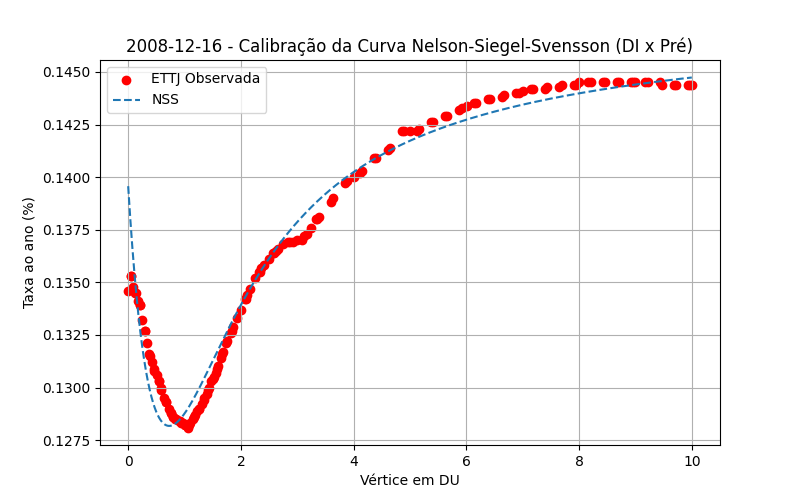 2008-12-16 - Calibração da Curva Nelson-Siegel-Svensson (DI x Pré)
ETTJ Observada
NSS
Taxa ao ano (%)
0.1450
0.1425
0.1400
0.1375
0.1350
0.1325
0.1300
0.1275
0 2 4 6 8 10
Vértice em DU